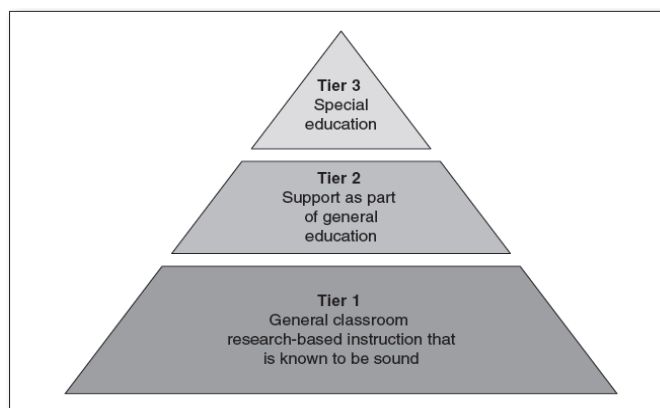 Tier 3
Special
education
Tier 2
Support as part
of general
education
Tier 1
General classroom
research-based instruction that
is known to be sound